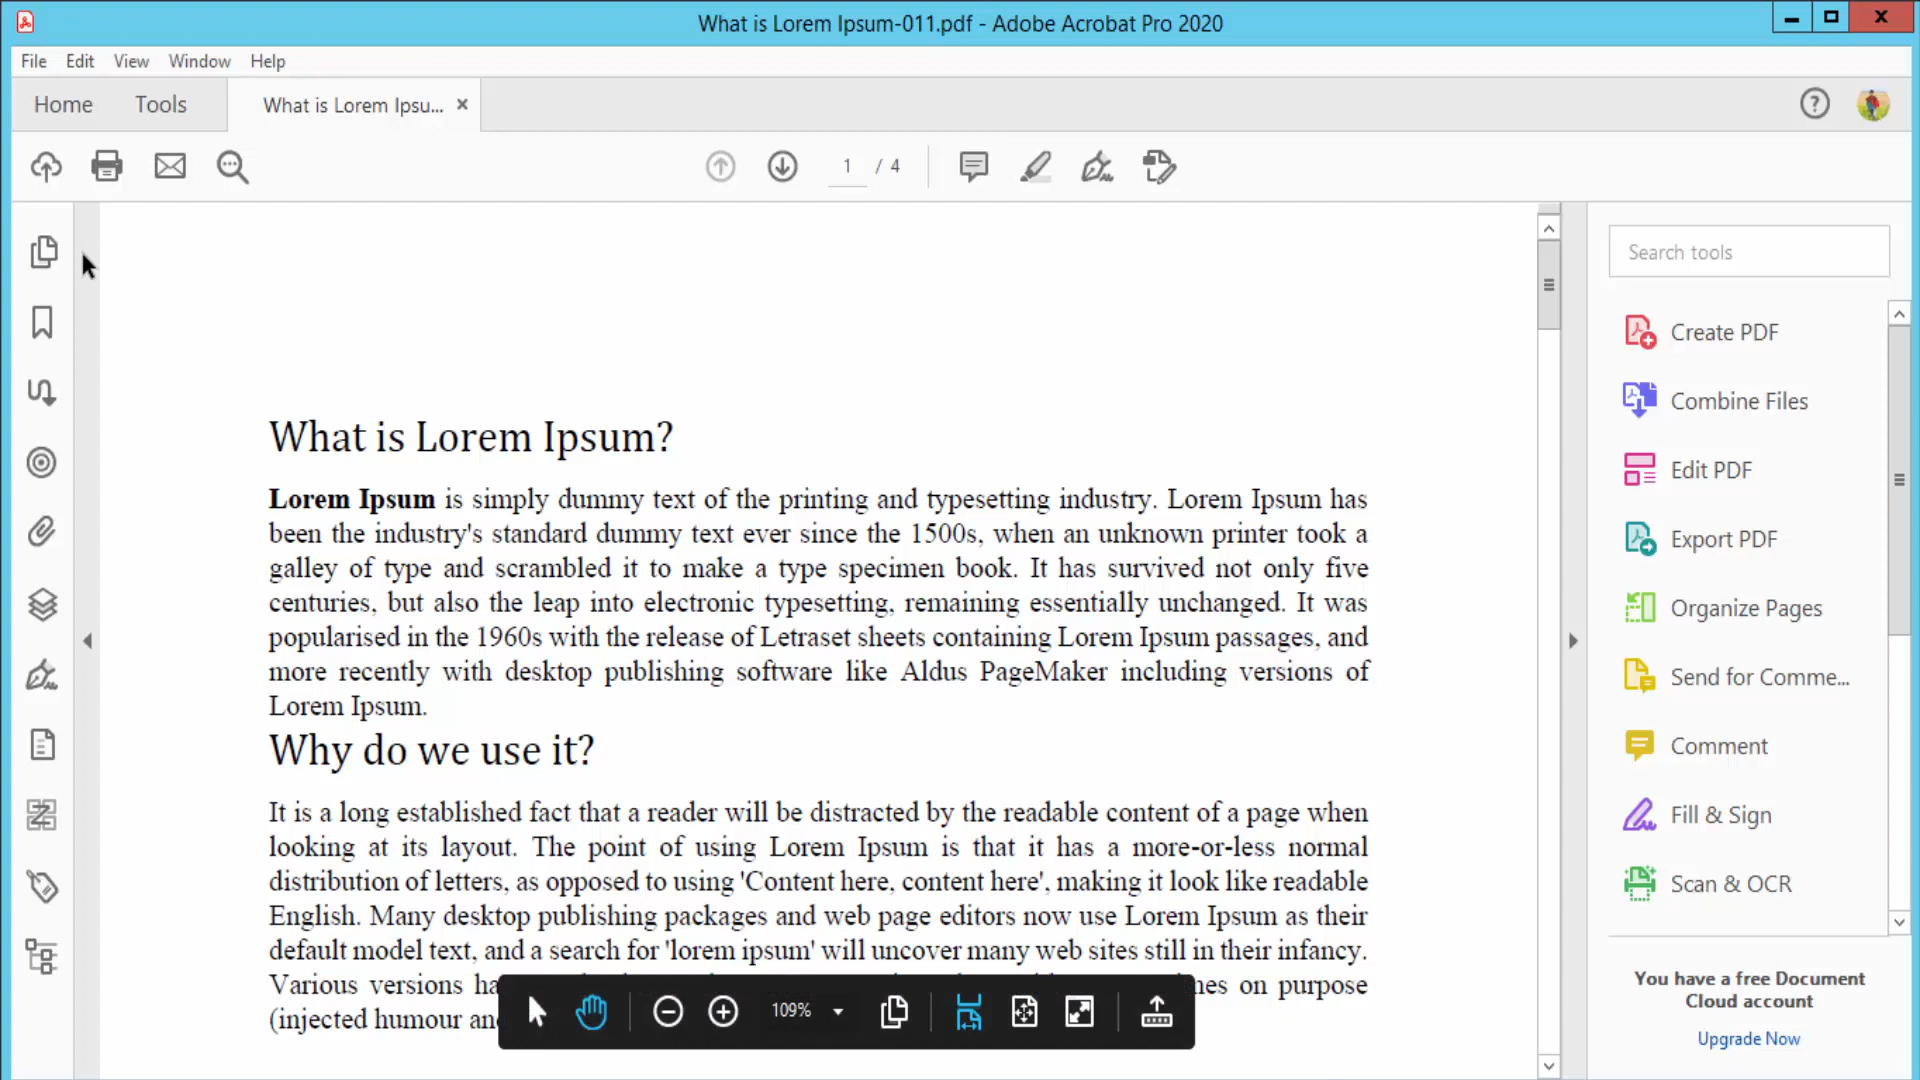 What is Lorem Ipsum-011.pdf - Adobe Acrobat Pro 2020
File Edit View Window Help
Home Tools What is Lorem Ipsu... ×
1 / 4
Search tools
Create PDF
Combine Files
Edit PDF
Export PDF
Organize Pages
Send for Comme...
Comment
Fill & Sign
Scan & OCR
You have a free Document
Cloud account
Upgrade Now
What is Lorem Ipsum?
Lorem Ipsum is simply dummy text of the printing and typesetting industry. Lorem Ipsum has
been the industry's standard dummy text ever since the 1500s, when an unknown printer took a
galley of type and scrambled it to make a type specimen book. It has survived not only five
centuries, but also the leap into electronic typesetting, remaining essentially unchanged. It was
popularised in the 1960s with the release of Letraset sheets containing Lorem Ipsum passages, and
more recently with desktop publishing software like Aldus PageMaker including versions of
Lorem Ipsum.
Why do we use it?
It is a long established fact that a reader will be distracted by the readable content of a page when
looking at its layout. The point of using Lorem Ipsum is that it has a more-or-less normal
distribution of letters, as opposed to using 'Content here, content here', making it look like readable
English. Many desktop publishing packages and web page editors now use Lorem Ipsum as their
default model text, and a search for 'lorem ipsum' will uncover many web sites still in their infancy.
Various versions on purpose
(injected humour
109%